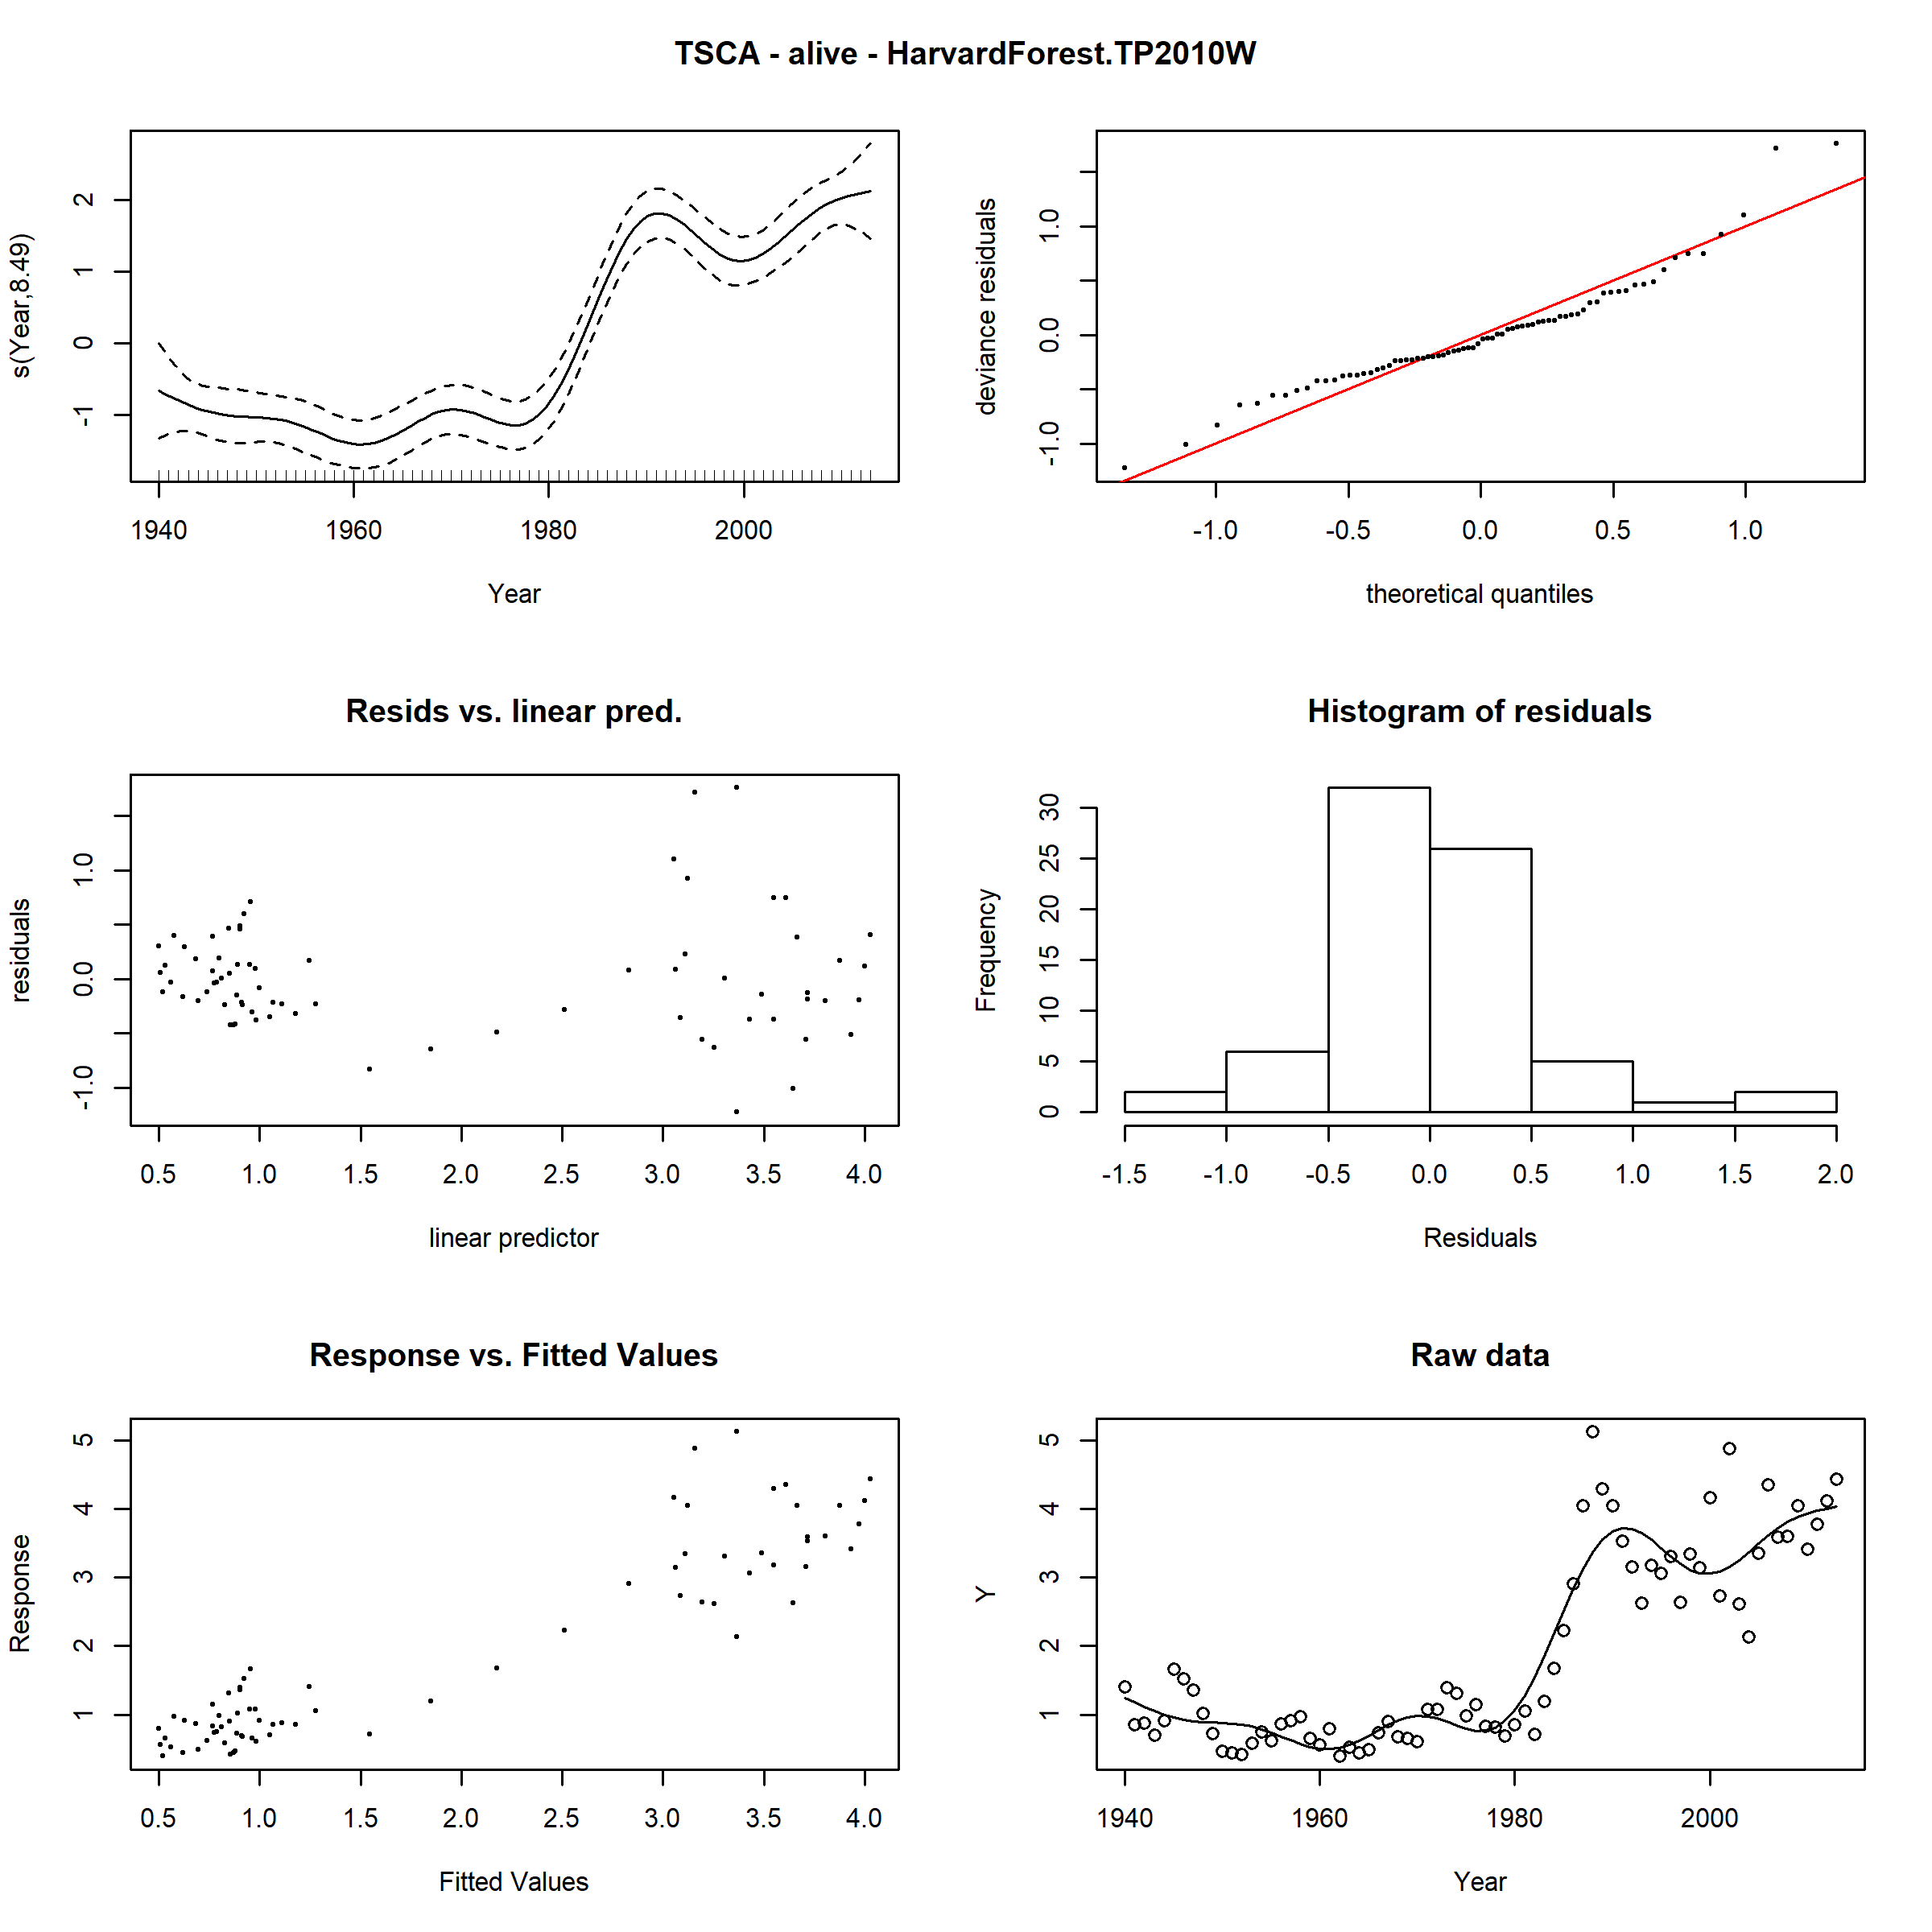 TSCA - alive - HarvardForest.TP2010W
s(Year,8.49)
2
1
0
-1
1940 1960 1980 2000
Year
deviance residuals
1.0
0.0
-1.0
-1.0 -0.5 0.0 0.5 1.0
theoretical quantiles
Resids vs. linear pred.
residuals
1.0
0.0
-1.0
0.5 1.0 1.5 2.0 2.5 3.0 3.5 4.0
linear predictor
Histogram of residuals
Frequency
30
25
20
15
10
5
0
-1.5 -1.0 -0.5 0.0 0.5 1.0 1.5 2.0
Residuals
Response vs. Fitted Values
Response
5
4
3
2
1
0.5 1.0 1.5 2.0 2.5 3.0 3.5 4.0
Fitted Values
Raw data
Y
5
4
3
2
1
1940 1960 1980 2000
Year